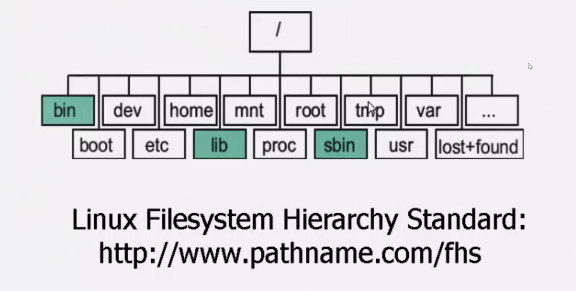 /
bin dev home mnt root tmp var ...
boot etc lib proc sbin usr lost+found
Linux Filesystem Hierarchy Standard:
http://www.pathname.com/fhs